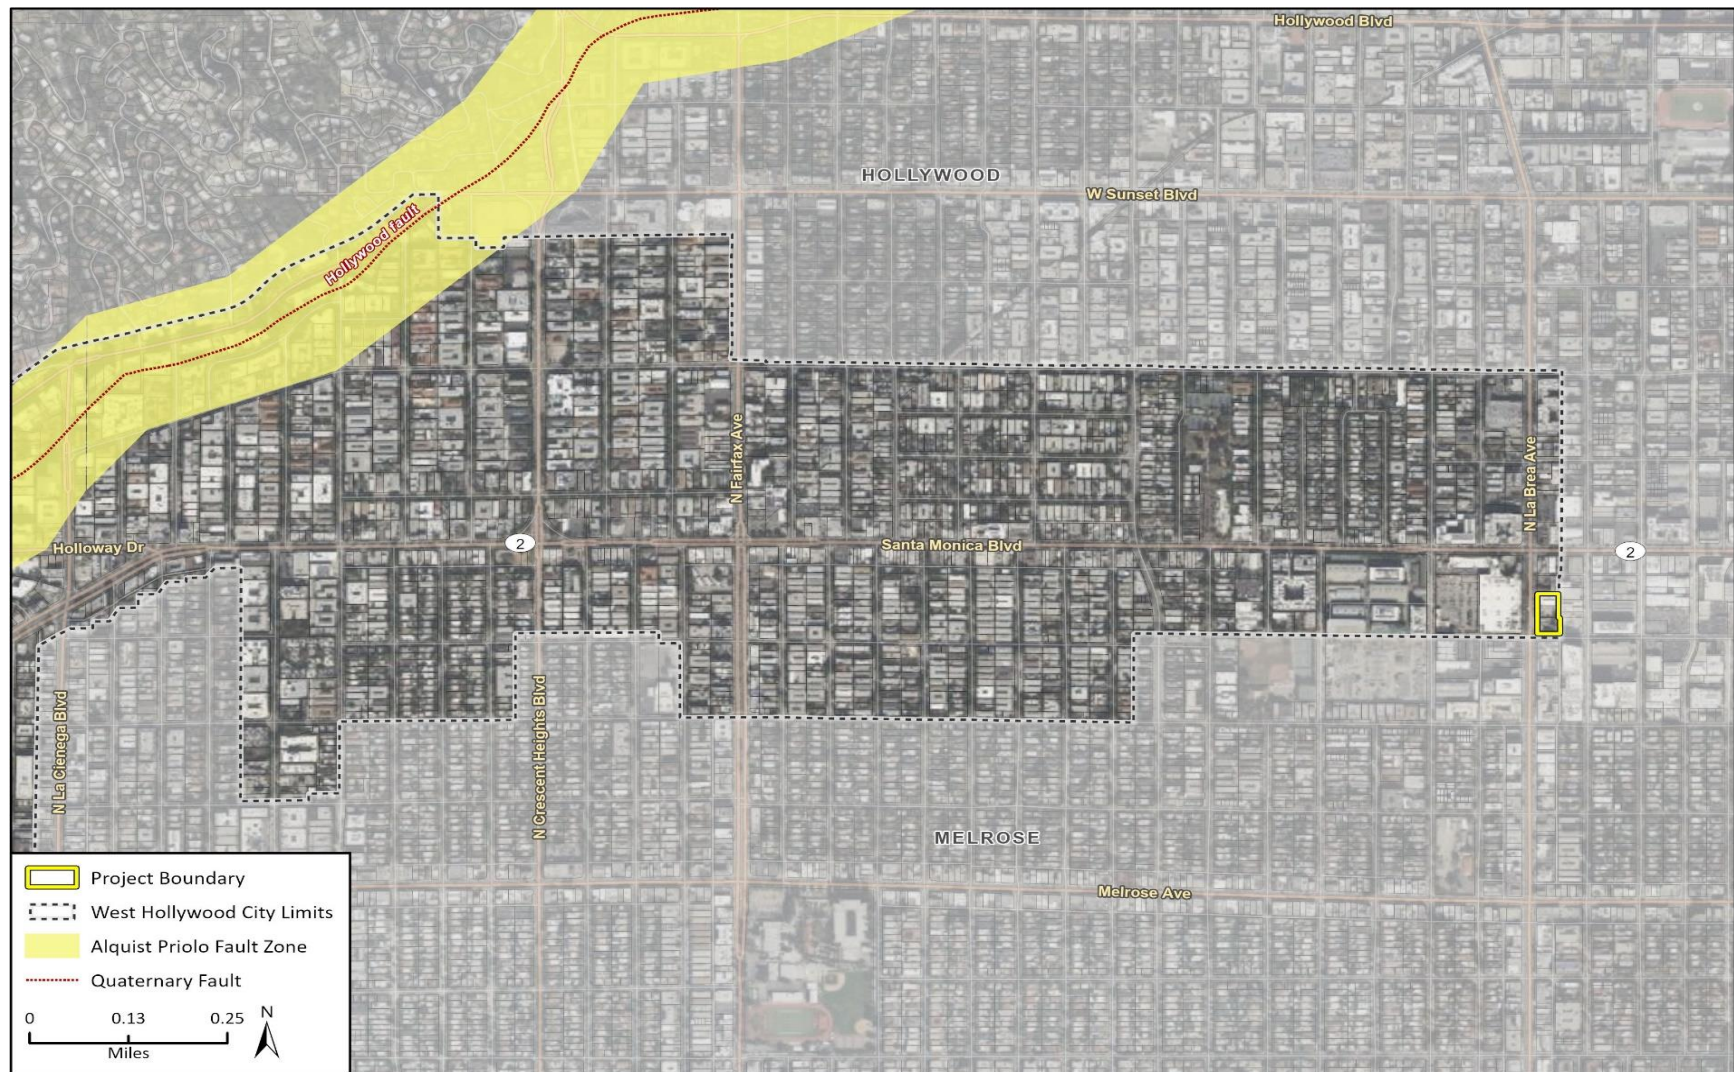 Hollywood Blvd
HOLLYWOOD
W Sunset Blvd
Hollywood fault
N Fairfax Ave
N La Brea Ave
Holloway Dr
2
Santa Monica Blvd
2
N La Cienega Blvd
N Crescent Heights Blvd
MELROSE
Melrose Ave
Project Boundary
West Hollywood City Limits
Alquist Priolo Fault Zone
Quaternary Fault
0 0.13 0.25
Miles
N